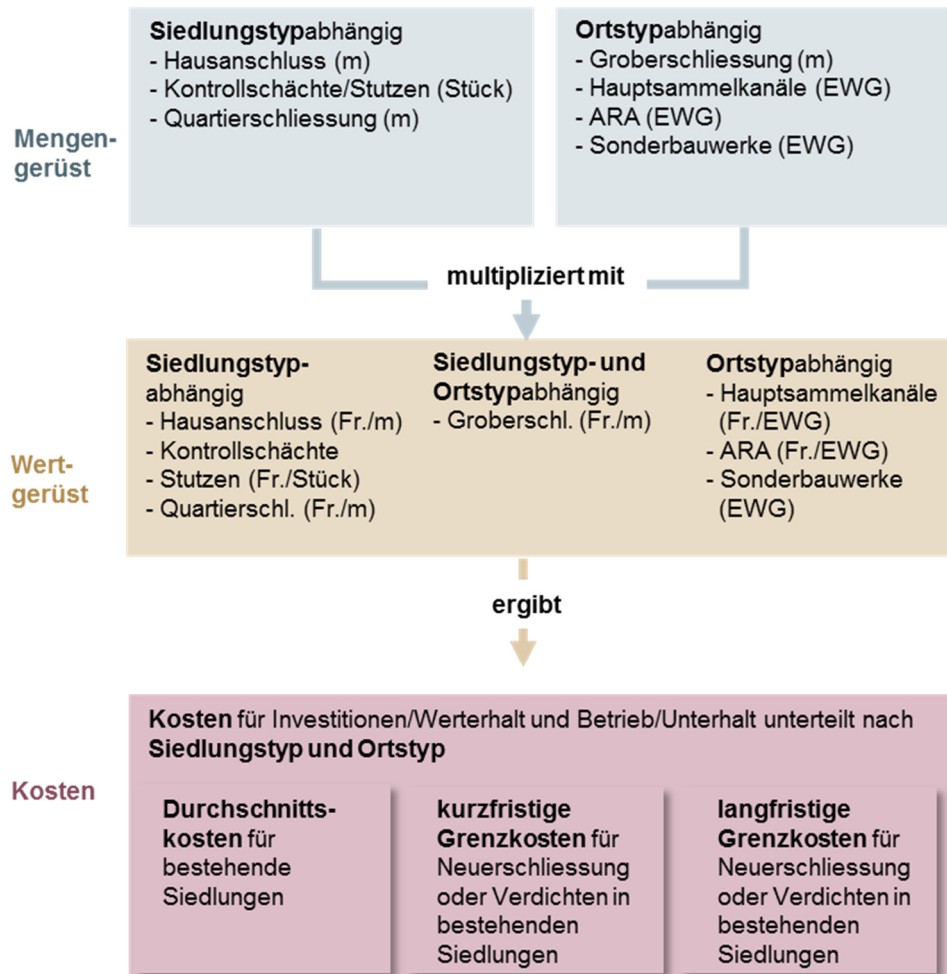 Mengen-
gerüst
Siedlungstypabhängig
- Hausanschluss (m)
- Kontrollschächte/Stutzen (Stück)
- Quartierschliessung (m)
Ortstypabhängig
- Groberschliessung (m)
- Hauptsammelkanäle (EWG)
- ARA (EWG)
- Sonderbauwerke (EWG)
multipliziert mit
Wert-
gerüst
Siedlungstyp-
abhängig
- Hausanschluss (Fr./m)
- Kontrollschächte
- Stutzen (Fr./Stück)
- Quartierschl. (Fr./m)
Siedlungstyp- und
Ortstypabhängig
- Groberschl. (Fr./m)
Ortstypabhängig
- Hauptsammelkanäle
(Fr./EWG)
- ARA (Fr./EWG)
- Sonderbauwerke
(EWG)
ergibt
Kosten
Kosten für Investitionen/Werterhalt und Betrieb/Unterhalt unterteilt nach
Siedlungstyp und Ortstyp
Durchschnitts-
kosten für
bestehende
Siedlungen
kurzfristige
Grenzkosten für
Neuerschliessung
oder Verdichten in
bestehenden
Siedlungen
langfristige
Grenzkosten für
Neuerschliessung
oder Verdichten in
bestehenden
Siedlungen